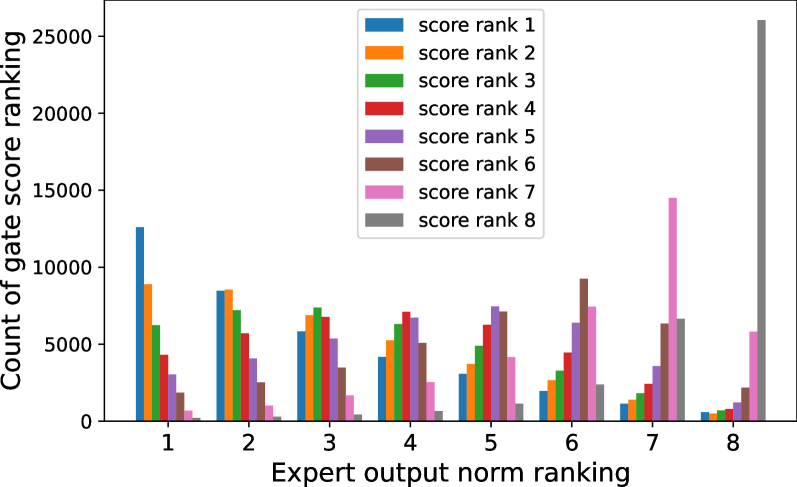 Count of gate score ranking
25000
20000
15000
10000
5000
0
score rank 1
score rank 2
score rank 3
score rank 4
score rank 5
score rank 6
score rank 7
score rank 8
1 2 3 4 5 6 7 8
Expert output norm ranking